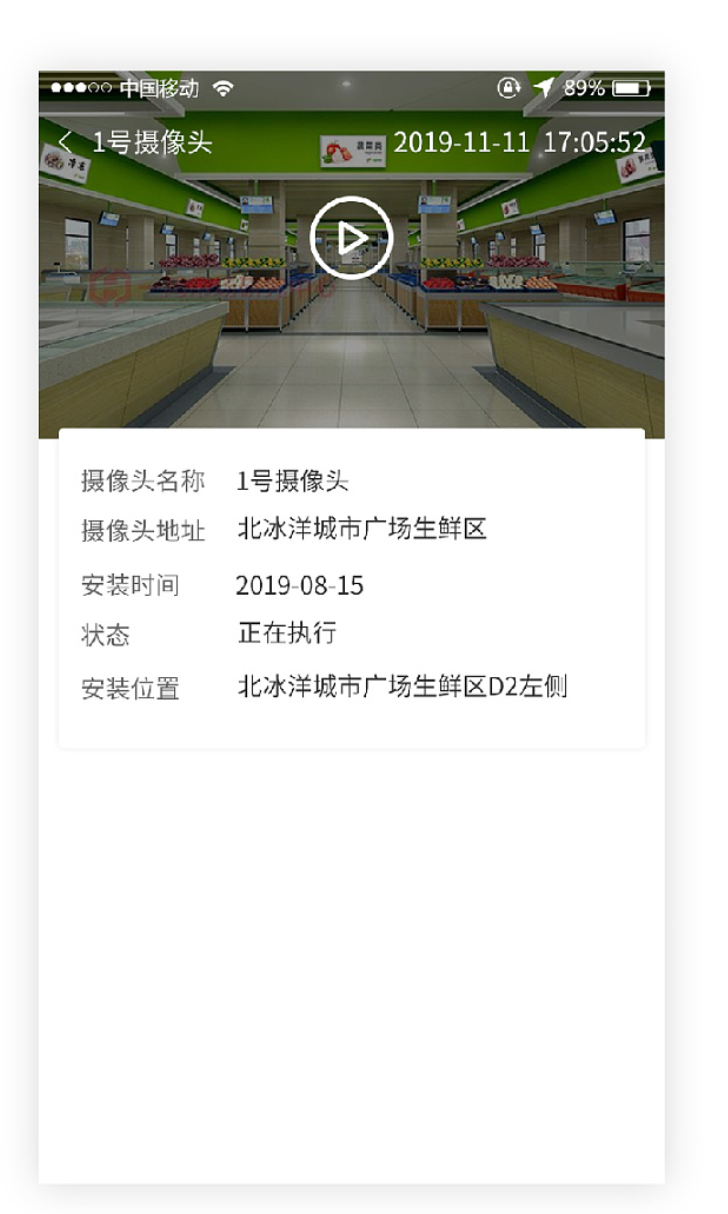 中国移动 89%
1号摄像头 2019-11-11 17:05:52
摄像头名称 1号摄像头
摄像头地址 北冰洋城市广场生鲜区
安装时间 2019-08-15
状态 正在执行
安装位置 北冰洋城市广场生鲜区D2左侧